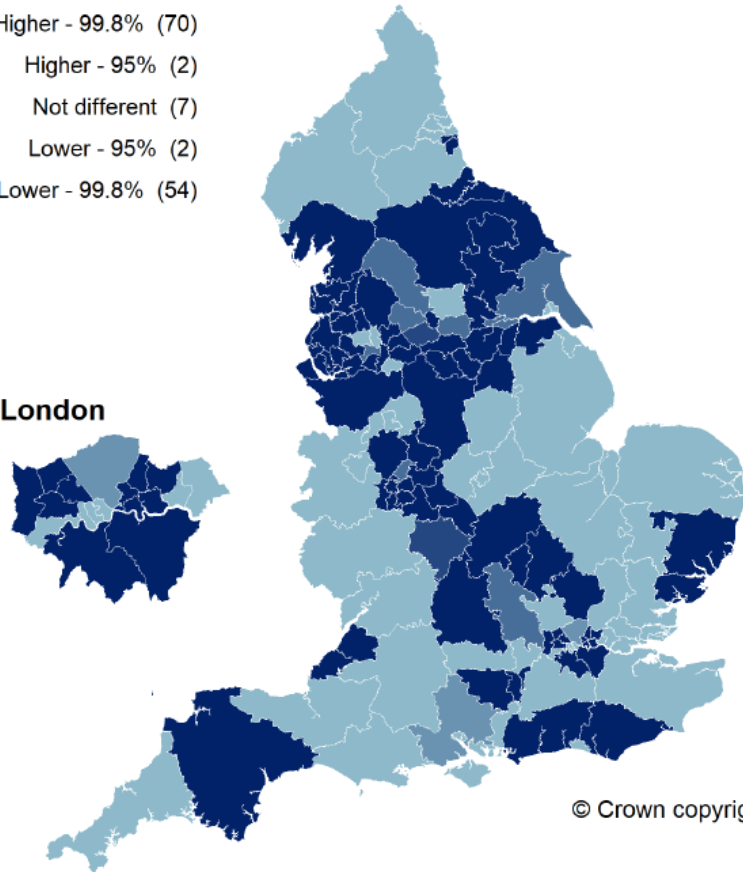 Higher - 99.8% (70)
Higher - 95% (2)
Not different (7)
Lower - 95% (2)
Lower - 99.8% (54)
London
© Crown copyrig